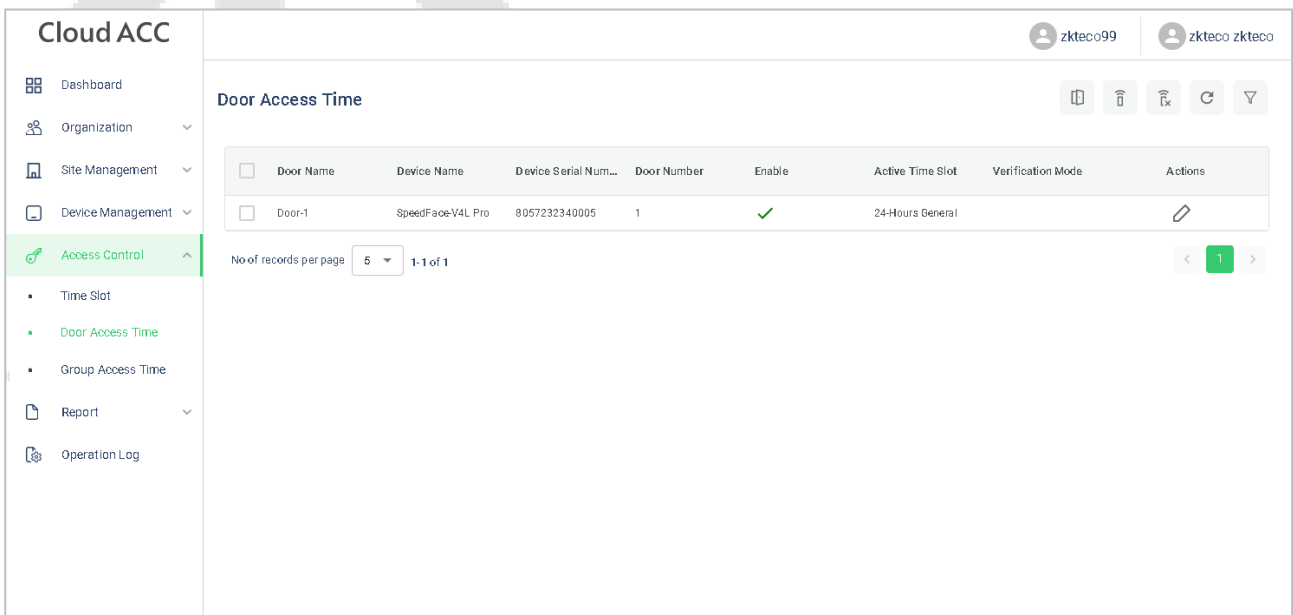 Cloud ACC
zkteco99
zkteco zkteco
Dashboard
Organization
Site Management
Device Management
Access Control
Time Slot
Door Access Time
Group Access Time
Report
Operation Log
Door Access Time
Door Name Device Name Device Serial Num... Door Number Enable Active Time Slot Verification Mode Actions
Door-1 SpeedFace-V4L Pro 8057232340005 1 24-Hours General
No of records per page 5 1-1 of 1
< 1 >